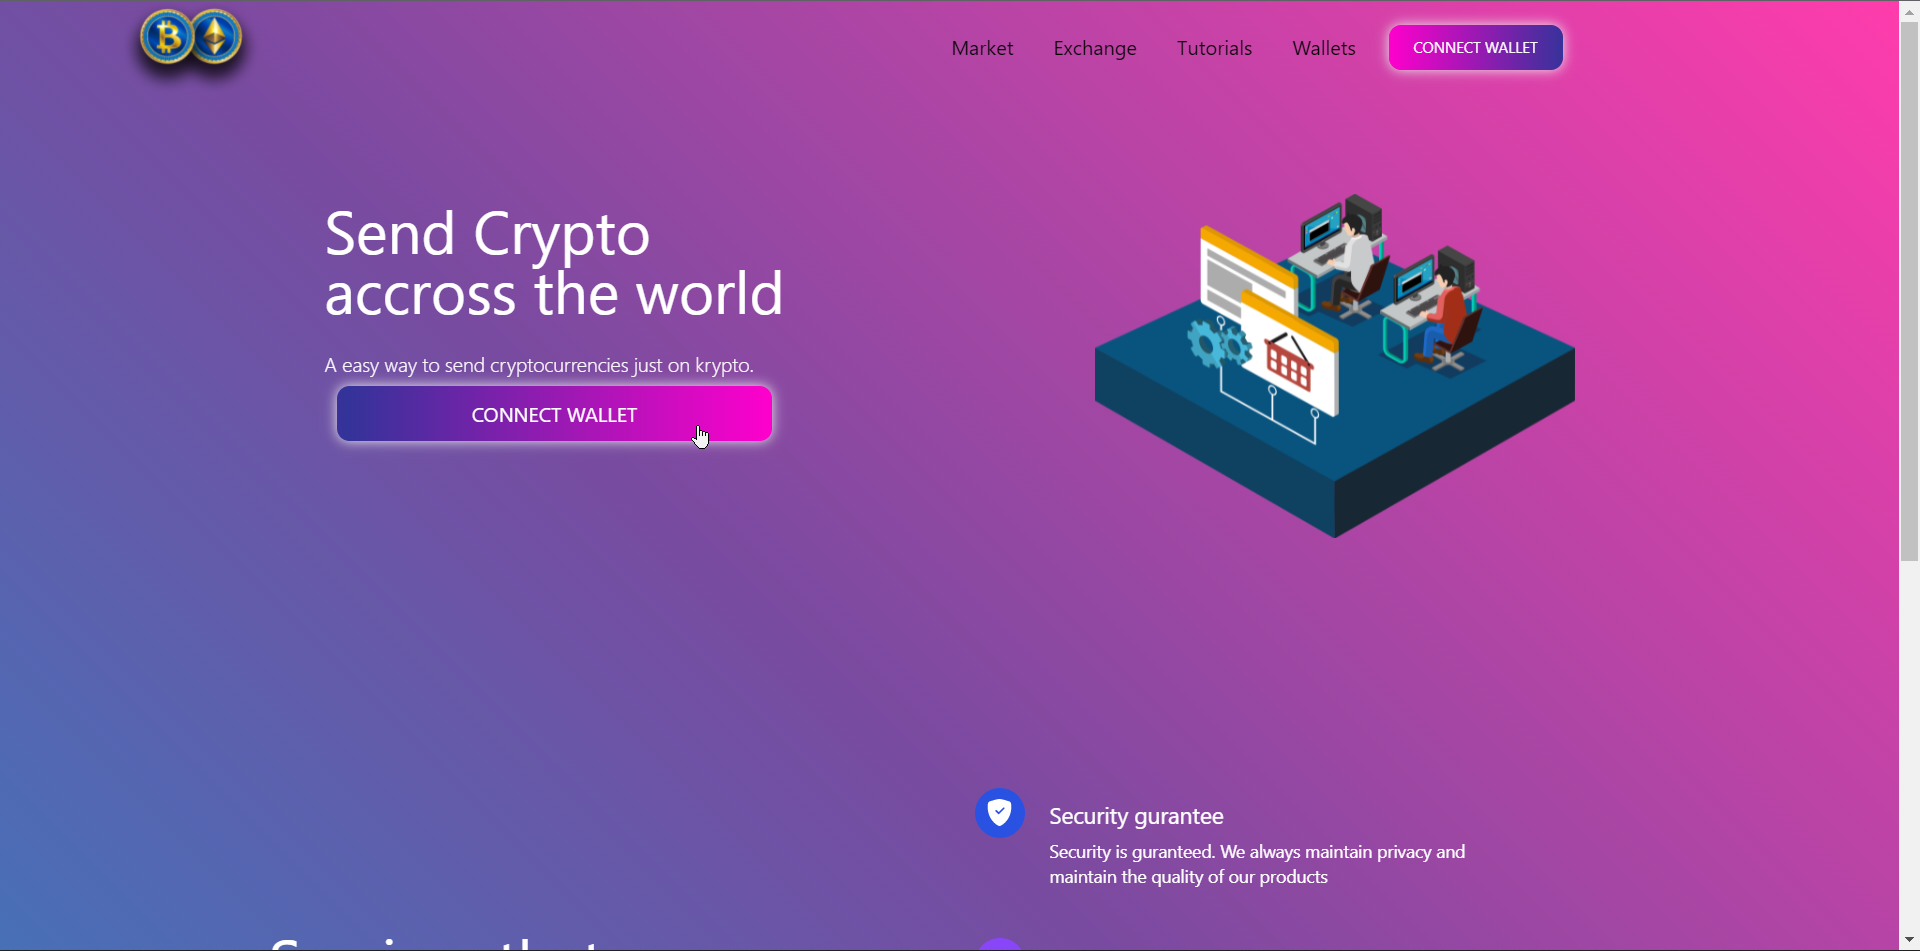 Market Exchange Tutorials Wallets CONNECT WALLET
Send Crypto
accross the world
A easy way to send cryptocurrencies just on krypto.
CONNECT WALLET
Security gurantee
Security is guranteed. We always maintain privacy and
maintain the quality of our products